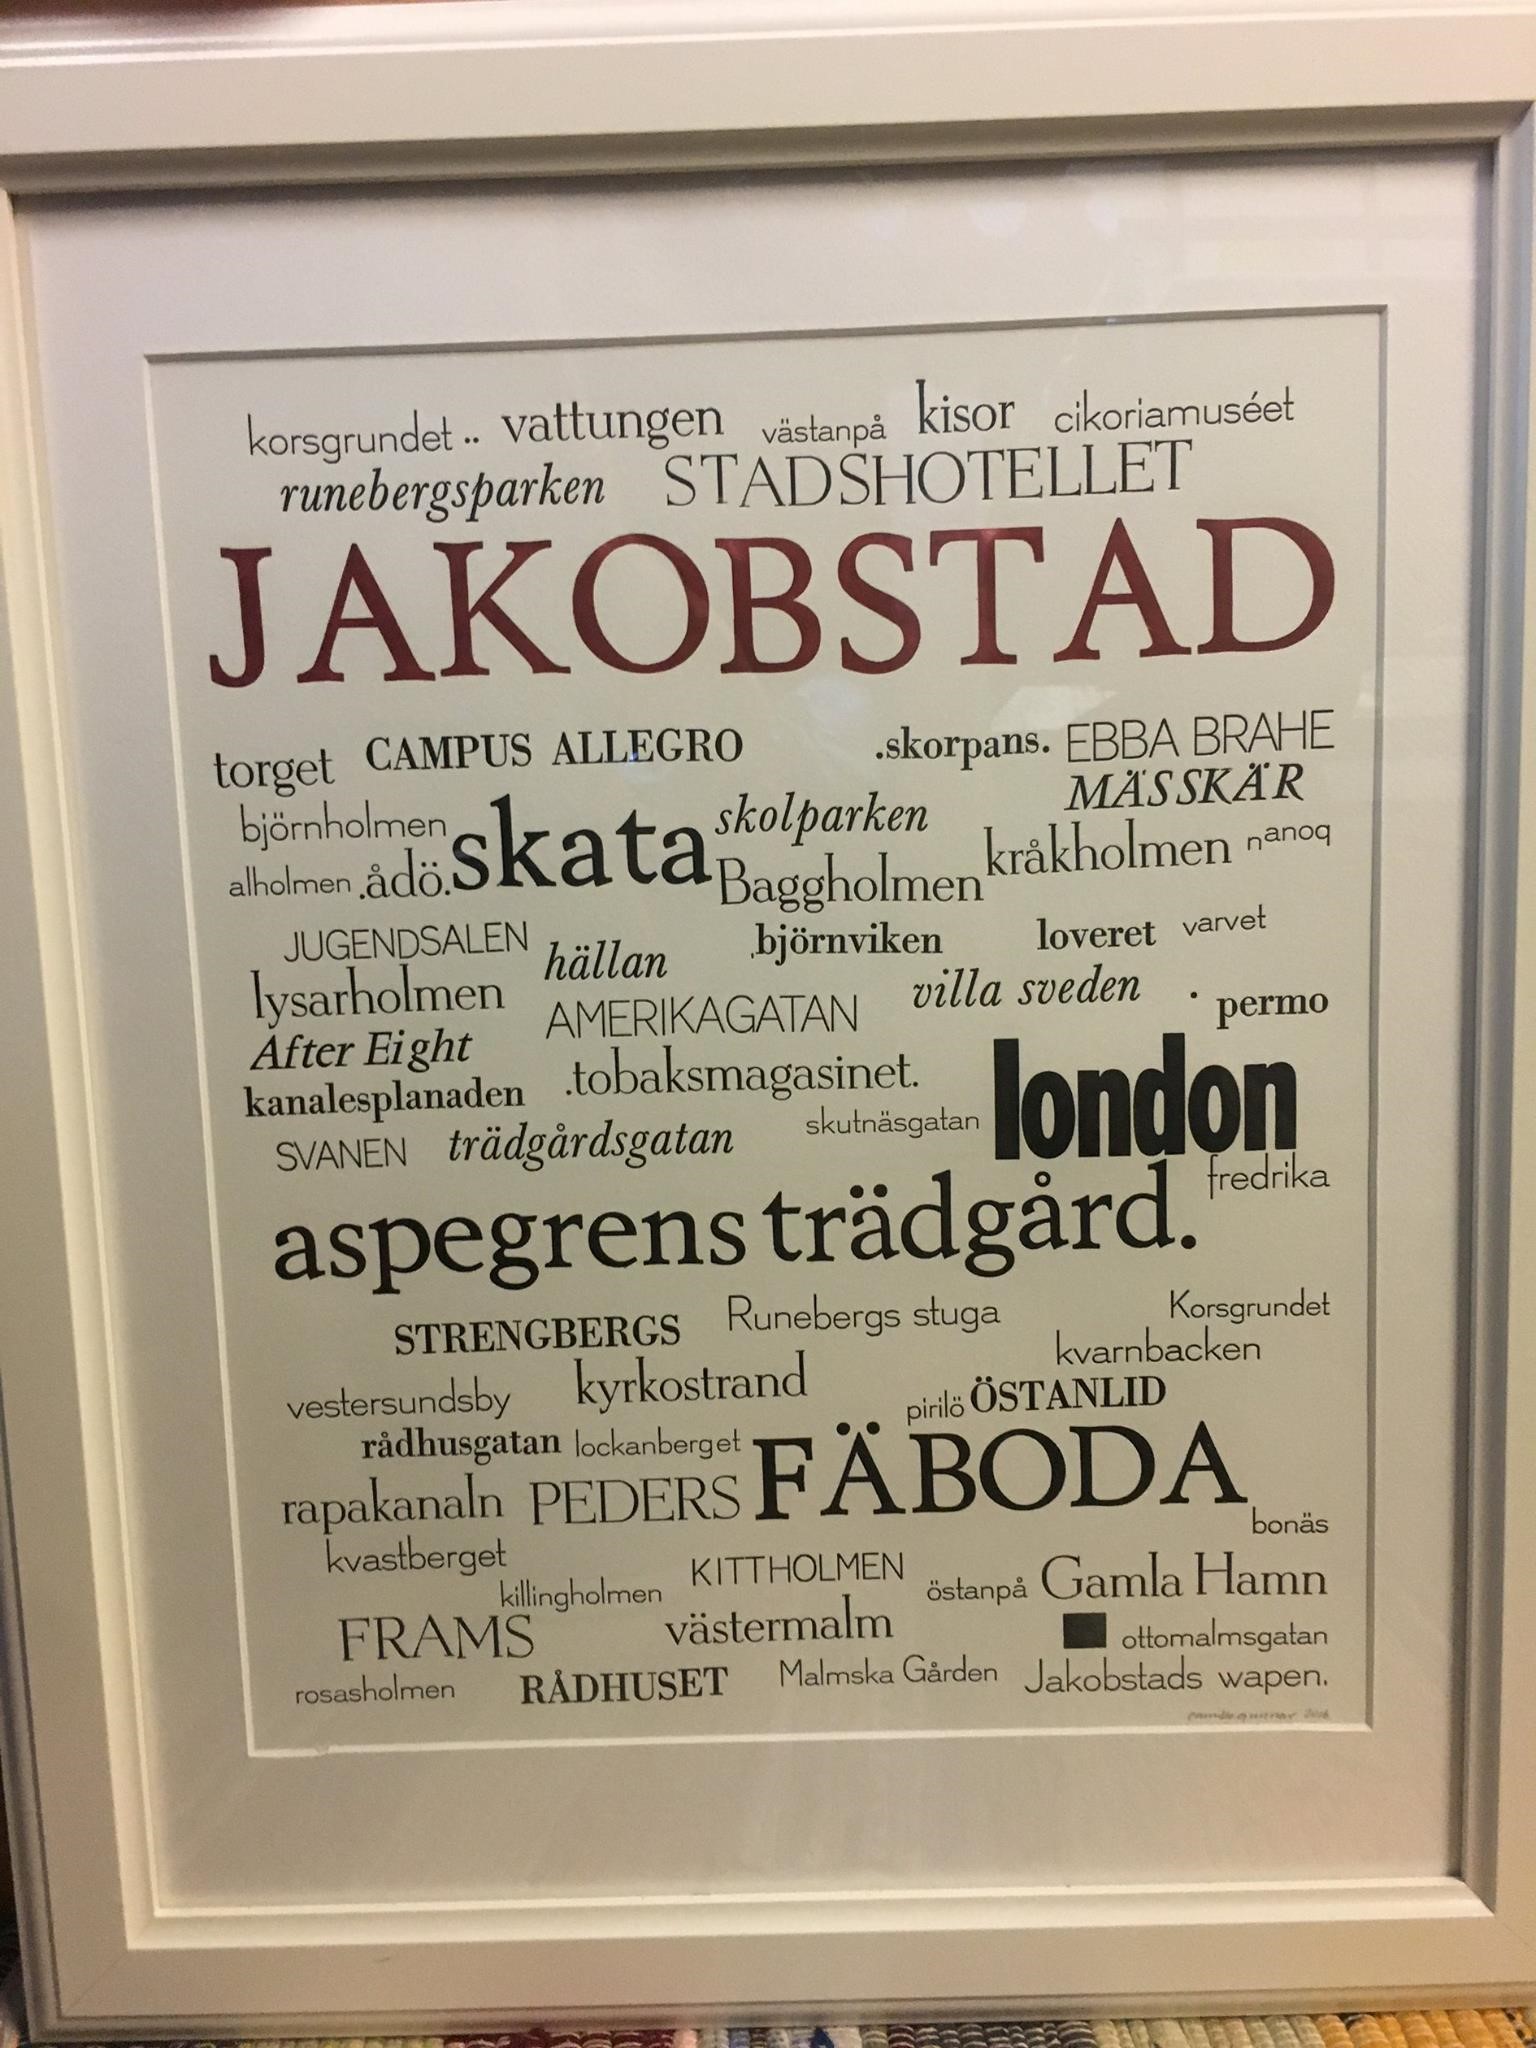 korsgrundet .. vattungen västanpå kisor cikoriamuséet
runebergsparken STADSHOTELLET
JAKOBSTAD
torget CAMPUS ALLEGRO .skorpans. EBBA BRAHE
MÄSSKÄR
björnholmen skata skolparken
alholmen .ådö. Baggholmen kråkholmen nanoq
JUGENDSALEN hällan .björnviken loveret varvet
lysarholmen AMERIKAGATAN villa sveden · permo
After Eight
kanalesplanaden .tobaksmagasinet. london
SVANEN trädgårdsgatan skutnäsgatan
fredrika
aspegrens trädgård.
STRENGBERGS Runebergs stuga Korsgrundet
kvarnbacken
vestersundsby kyrkostrand pirilö ÖSTANLID
rådhusgatan lockanberget FÄBODA
rapakanaln PEDERS
bonäs
kvastberget KITTHOLMEN
killingholmen östanpå Gamla Hamn
FRAMS västermalm ottomalmsgatan
rosasholmen RÅDHUSET Malmska Gården Jakobstads wapen.